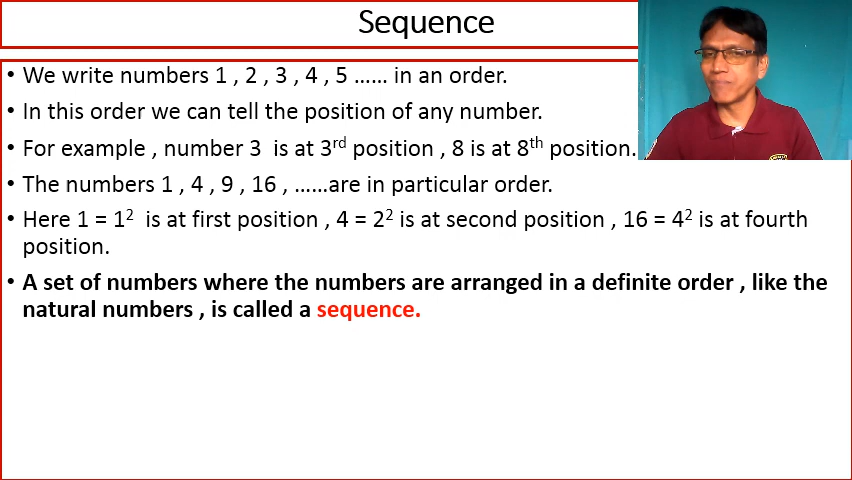 Sequence
• We write numbers 1 , 2 , 3 , 4 , 5 …… in an order.
• In this order we can tell the position of any number.
• For example , number 3 is at 3rd position , 8 is at 8th position.
• The numbers 1 , 4 , 9 , 16 , ……are in particular order.
• Here 1 = 1² is at first position , 4 = 2² is at second position , 16 = 4² is at fourth
position.
• A set of numbers where the numbers are arranged in a definite order , like the
natural numbers , is called a sequence.